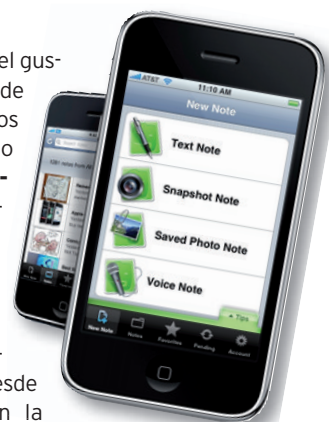 el gus-
de
os
o
-
-
-
esde
n la
AT&T
11:10 AM
New Note
Text Note
Snapshot Note
Saved Photo Note
Voice Note
Tips
New Note
Notes
Favorites
Pending
Account